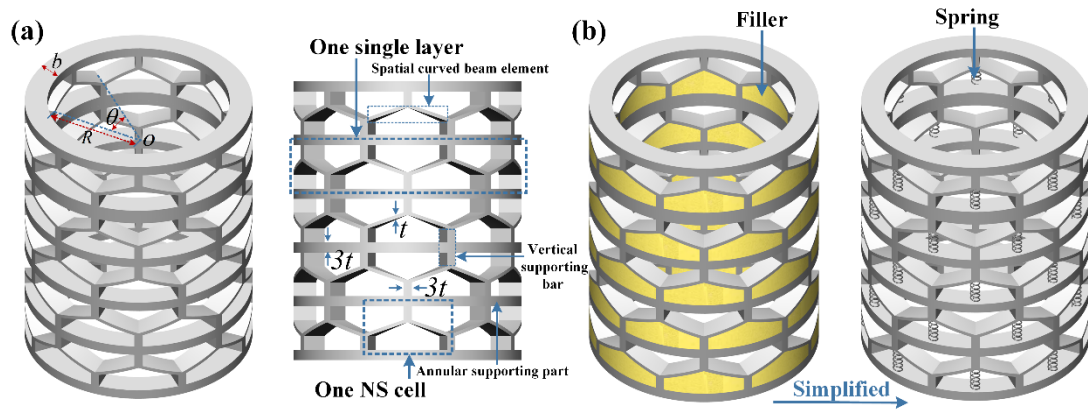 (a)
b
θ
R
o
One single layer
Spatial curved beam element
t
3t
3t
Vertical
supporting
bar
Annular supporting part
One NS cell
(b)
Filler
Spring
Simplified